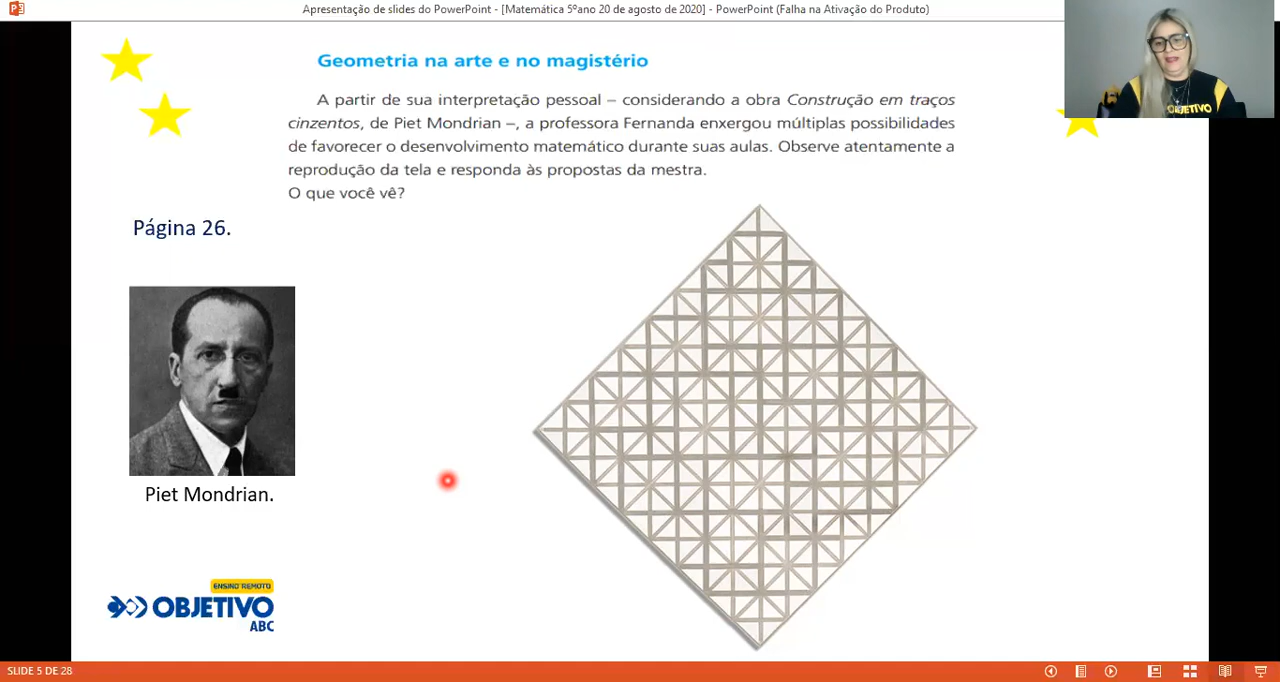 Apresentação de slides do PowerPoint - [Matemática 5ºano 20 de agosto de 2020] - PowerPoint (Falha na Ativação do Produto)
Geometria na arte e no magistério
A partir de sua interpretação pessoal – considerando a obra Construção em traços
cinzentos, de Piet Mondrian –, a professora Fernanda enxergou múltiplas possibilidades
de favorecer o desenvolvimento matemático durante suas aulas. Observe atentamente a
reprodução da tela e responda às propostas da mestra.
O que você vê?
OBJETIVO
Página 26.
Piet Mondrian.
ENSINO REMOTO
OBJETIVO
ABC
SLIDE 5 DE 28